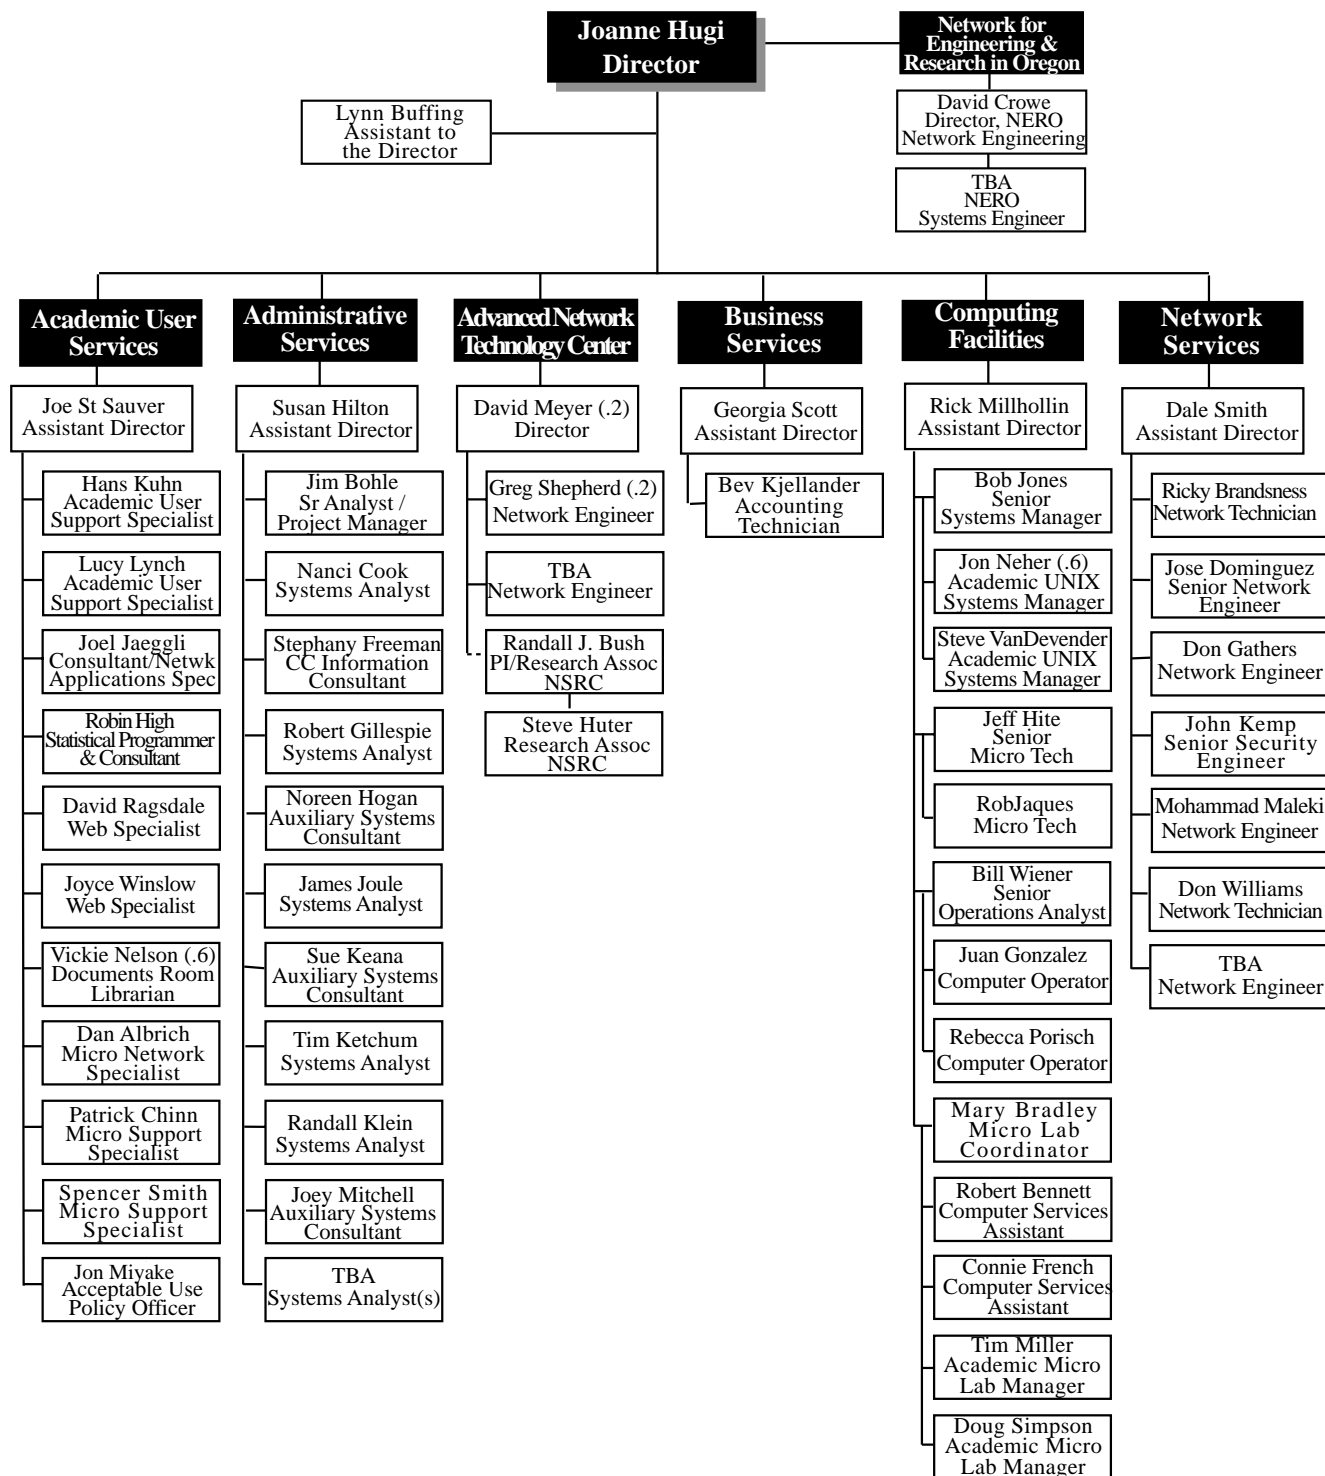 Joanne Hugi
Director
Network for
Engineering &
Research in Oregon
David Crowe
Director, NERO
Network Engineering
TBA
NERO
Systems Engineer
Lynn Buffing
Assistant to
the Director
Academic User
Services
Joe St Sauver
Assistant Director
Hans Kuhn
Academic User
Support Specialist
Lucy Lynch
Academic User
Support Specialist
Joel Jaeggli
Consultant/Netwk
Applications Spec
Robin High
Statistical Programmer
& Consultant
David Ragsdale
Web Specialist
Joyce Winslow
Web Specialist
Vickie Nelson (.6)
Documents Room
Librarian
Dan Albrich
Micro Network
Specialist
Patrick Chinn
Micro Support
Specialist
Spencer Smith
Micro Support
Specialist
Jon Miyake
Acceptable Use
Policy Officer
Administrative
Services
Susan Hilton
Assistant Director
Jim Bohle
Sr Analyst /
Project Manager
Nanci Cook
Systems Analyst
Stephany Freeman
CC Information
Consultant
Robert Gillespie
Systems Analyst
Noreen Hogan
Auxiliary Systems
Consultant
James Joule
Systems Analyst
Sue Keana
Auxiliary Systems
Consultant
Tim Ketchum
Systems Analyst
Randall Klein
Systems Analyst
Joey Mitchell
Auxiliary Systems
Consultant
TBA
Systems Analyst(s)
Advanced Network
Technology Center
David Meyer (.2)
Director
Greg Shepherd (.2)
Network Engineer
TBA
Network Engineer
Randall J. Bush
PI/Research Assoc
NSRC
Steve Huter
Research Assoc
NSRC
Business
Services
Georgia Scott
Assistant Director
Bev Kjellander
Accounting
Technician
Computing
Facilities
Rick Millhollin
Assistant Director
Bob Jones
Senior
Systems Manager
Jon Neher (.6)
Academic UNIX
Systems Manager
Steve VanDevender
Academic UNIX
Systems Manager
Jeff Hite
Senior
Micro Tech
RobJaques
Micro Tech
Bill Wiener
Senior
Operations Analyst
Juan Gonzalez
Computer Operator
Rebecca Porisch
Computer Operator
Mary Bradley
Micro Lab
Coordinator
Robert Bennett
Computer Services
Assistant
Connie French
Computer Services
Assistant
Tim Miller
Academic Micro
Lab Manager
Doug Simpson
Academic Micro
Lab Manager
Network
Services
Dale Smith
Assistant Director
Ricky Brandsness
Network Technician
Jose Dominguez
Senior Network
Engineer
Don Gathers
Network Engineer
John Kemp
Senior Security
Engineer
Mohammad Maleki
Network Engineer
Don Williams
Network Technician
TBA
Network Engineer